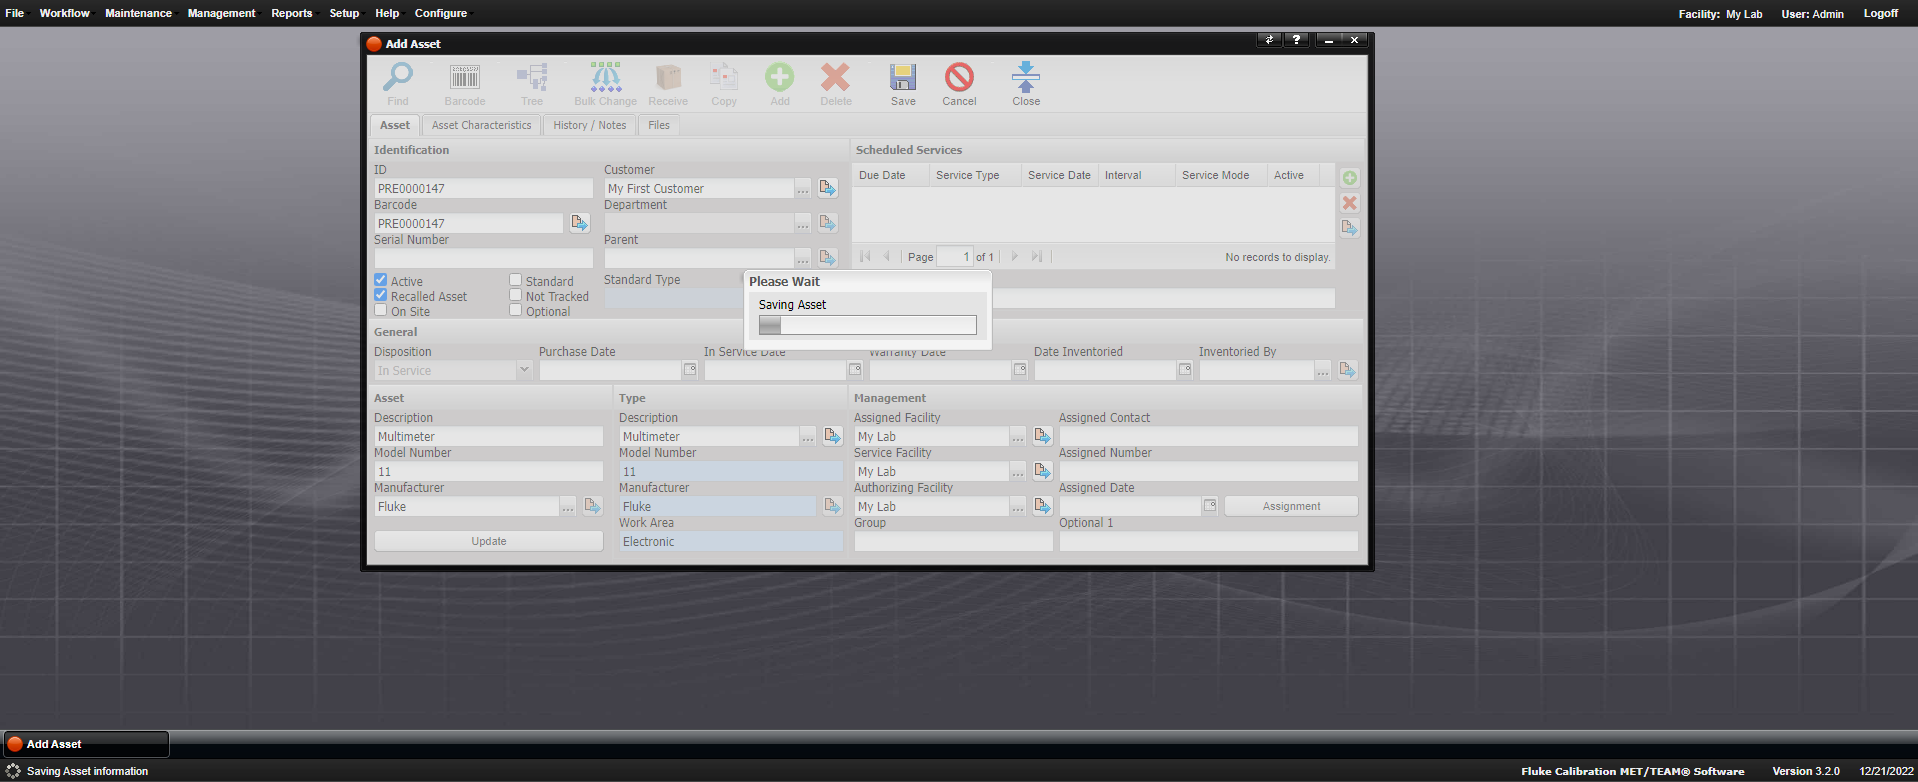 File Workflow Maintenance Management Reports Setup Help Configure Facility: My Lab User: Admin Logoff
Add Asset ?
Find Barcode Tree Bulk Change Receive Copy Add Delete Save Cancel Close
Asset Asset Characteristics History / Notes Files
Identification Scheduled Services
ID Customer
Due Date Service Type Service Date Interval Service Mode Active
PRE0000147 My First Customer ...
Barcode Department
PRE0000147 ...
Serial Number Parent
...
Page 1 of 1 No records to display.
Active Standard Standard Type
Recalled Asset Not Tracked
On Site Optional
Please Wait
Saving Asset
General
Disposition Purchase Date In Service Date Warranty Date Date Inventoried Inventoried By
In Service ...
Asset Type Management
Description Description Assigned Facility Assigned Contact
Multimeter Multimeter ... My Lab ...
Model Number Model Number Service Facility Assigned Number
11 11 My Lab ...
Manufacturer Manufacturer Authorizing Facility Assigned Date
Fluke ... Fluke My Lab ... Assignment
Work Area Group Optional 1
Update Electronic
Add Asset
Saving Asset information Fluke Calibration MET/TEAM® Software Version 3.2.0 12/21/2022